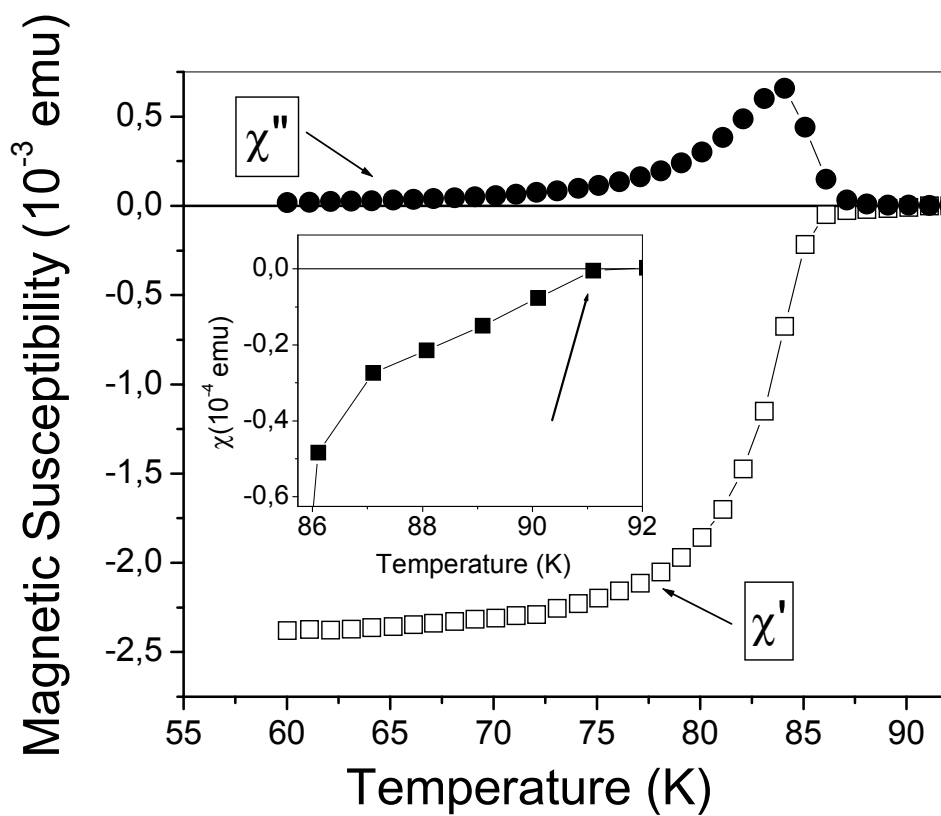 Magnetic Susceptibility (10⁻³ emu)
0,5
0,0
-0,5
-1,0
-1,5
-2,0
-2,5
χ"
χ'
55 60 65 70 75 80 85 90
Temperature (K)
χ(10⁻⁴ emu)
0,0
-0,2
-0,4
-0,6
86 88 90 92
Temperature (K)